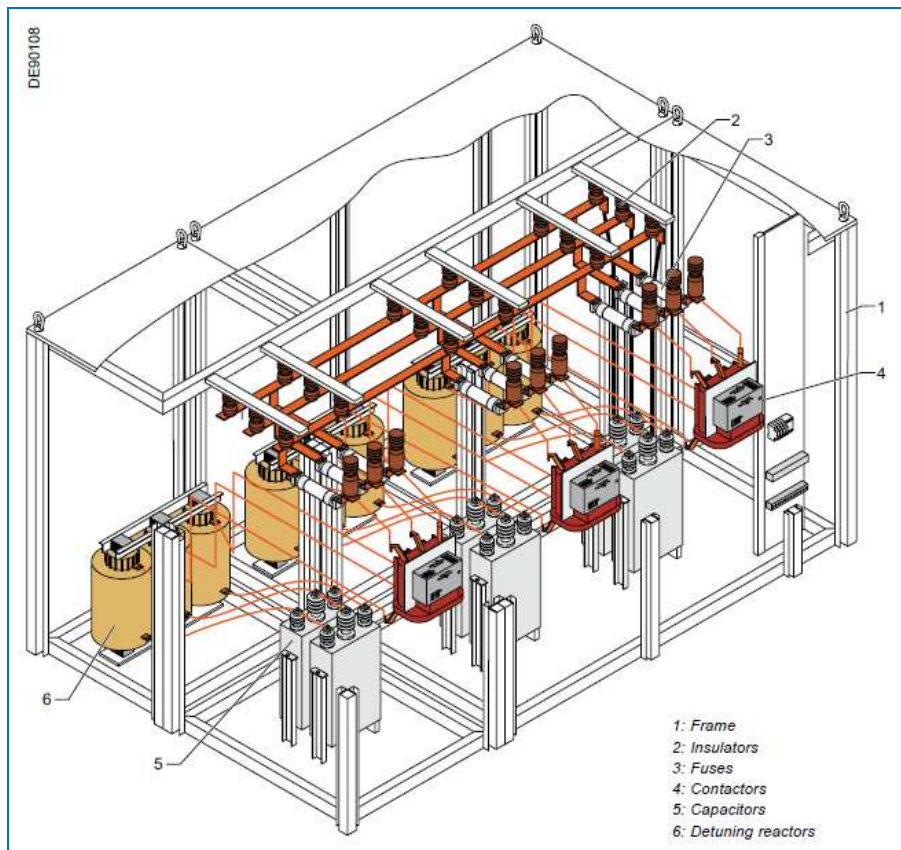 DE90108
2
3
1
4
6
5
1: Frame
2: Insulators
3: Fuses
4: Contactors
5: Capacitors
6: Detuning reactors